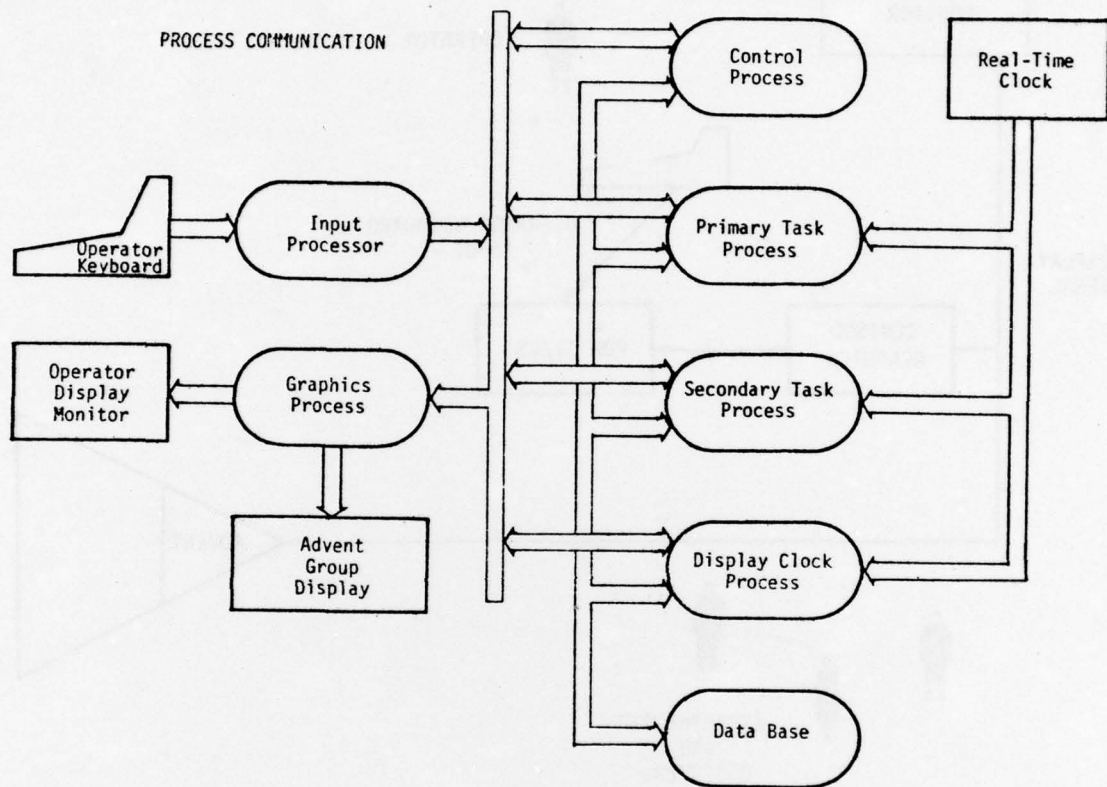 PROCESS COMMUNICATION
Control
Process
Real-Time
Clock
Operator
Keyboard
Input
Processor
Primary Task
Process
Operator
Display
Monitor
Graphics
Process
Secondary Task
Process
Advent
Group
Display
Display Clock
Process
Data Base